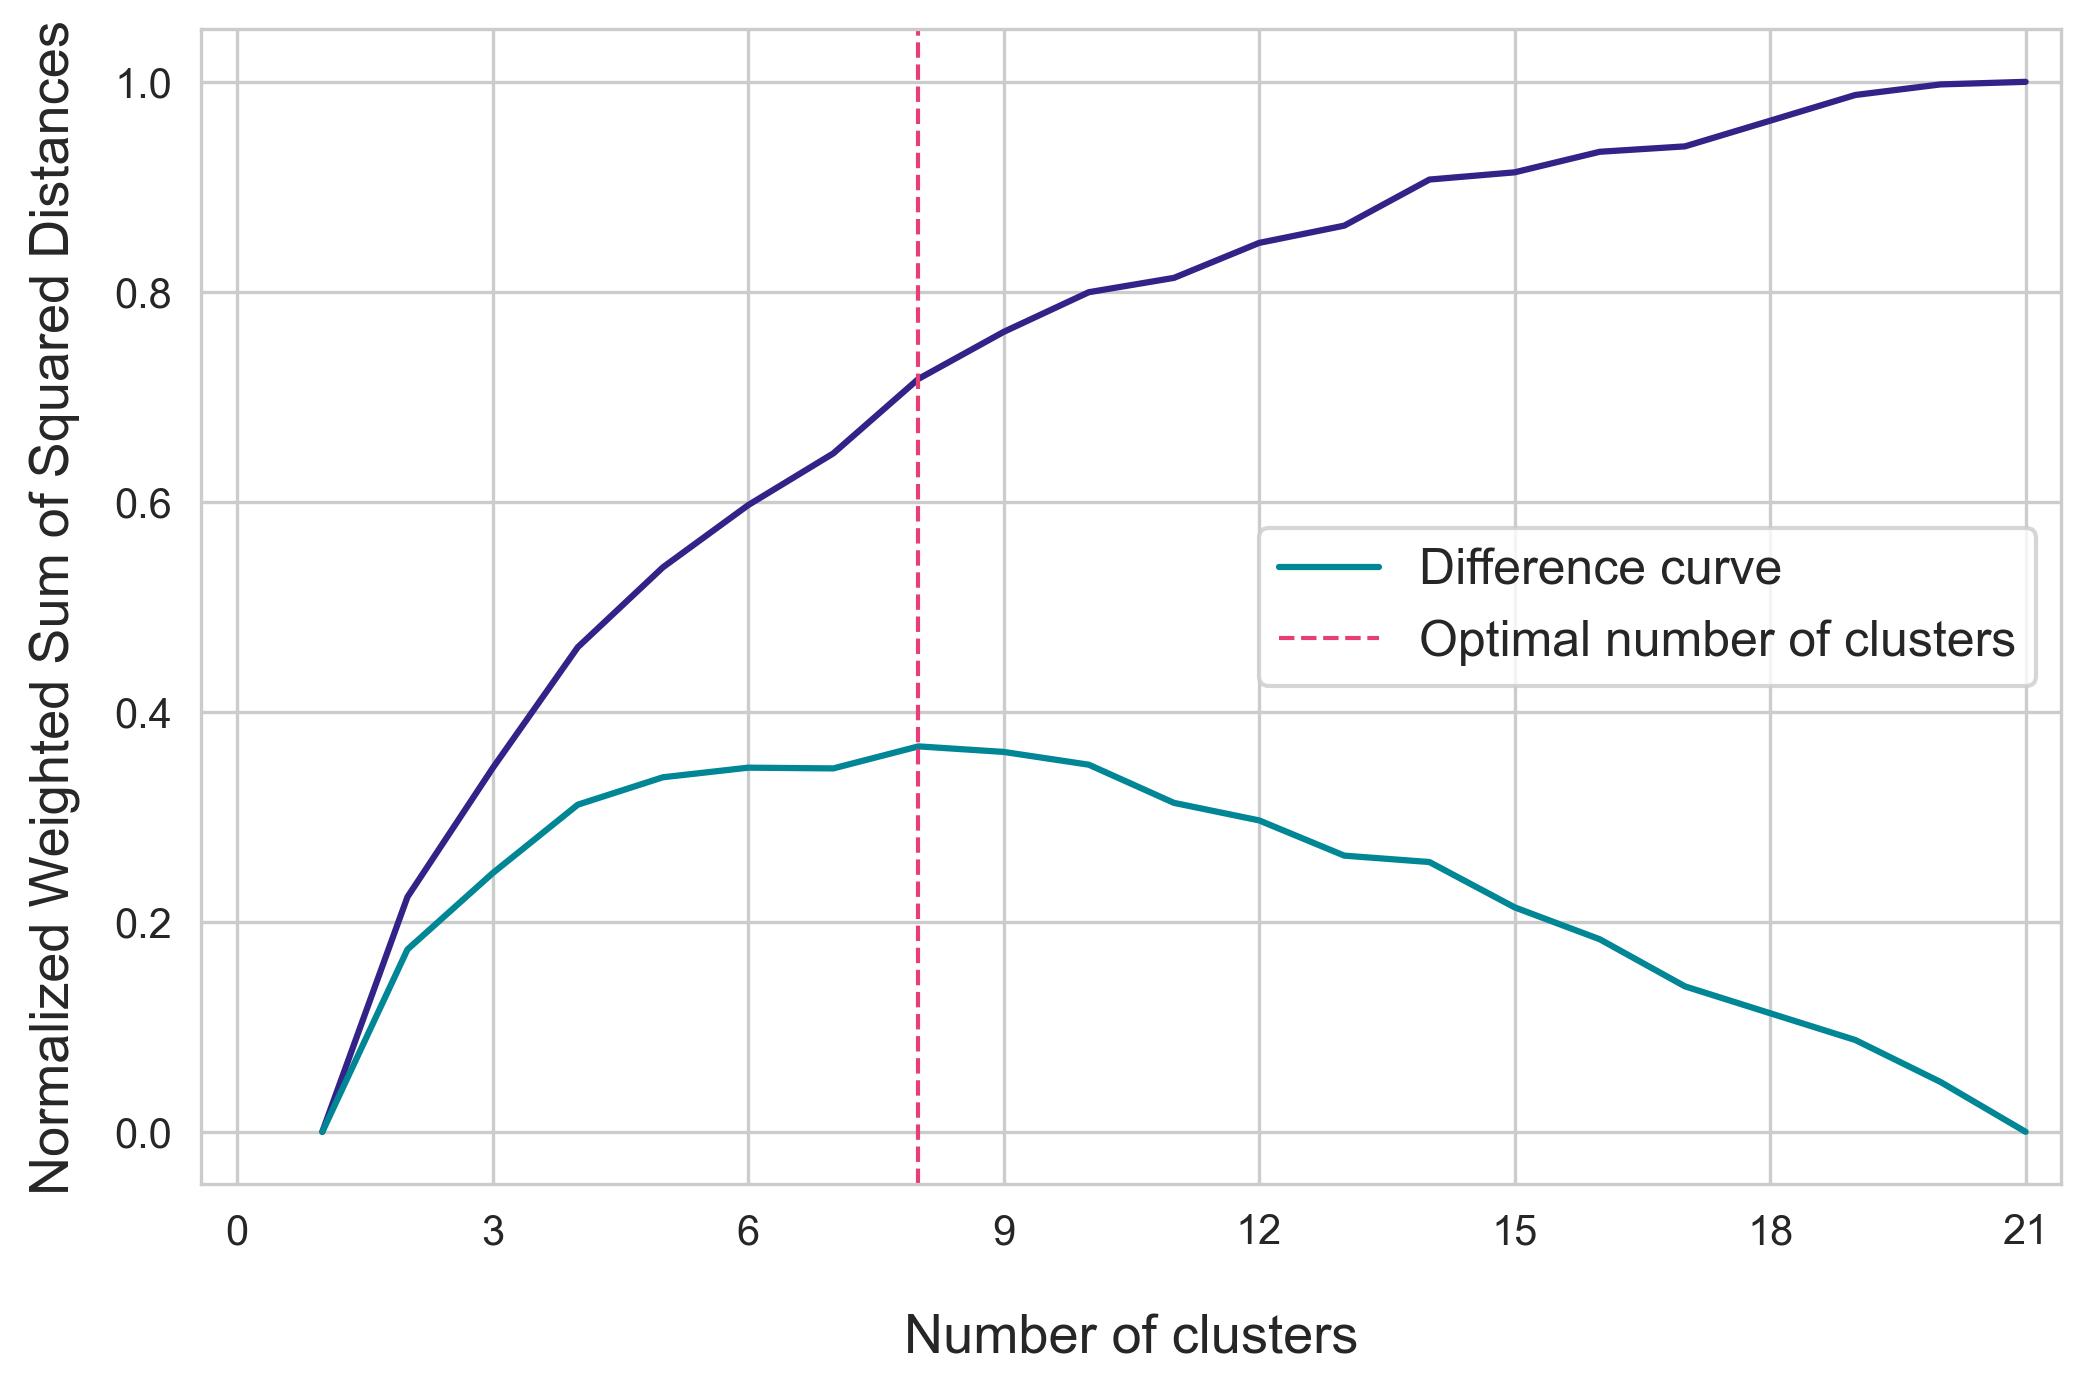 Normalized Weighted Sum of Squared Distances
1.0
0.8
0.6
0.4
0.2
0.0
Difference curve
Optimal number of clusters
0 3 6 9 12 15 18 21
Number of clusters